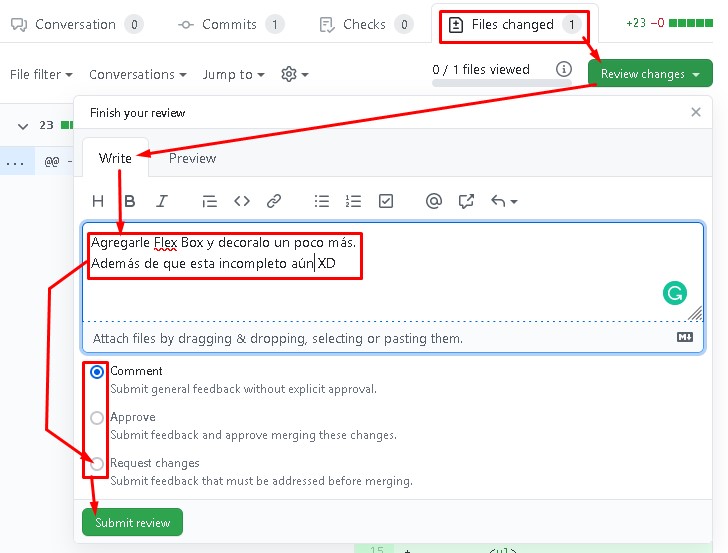 Conversation 0 Commits 1 Checks 0 Files changed 1 +23 −0
File filter Conversations Jump to 0 / 1 files viewed Review changes
Finish your review
23
... @@ -
Write Preview
H B I
Agregarle Flex Box y decoralo un poco más.
Además de que esta incompleto aún XD
Attach files by dragging & dropping, selecting or pasting them.
Comment
Submit general feedback without explicit approval.
Approve
Submit feedback and approve merging these changes.
Request changes
Submit feedback that must be addressed before merging.
Submit review
15 + <ul>